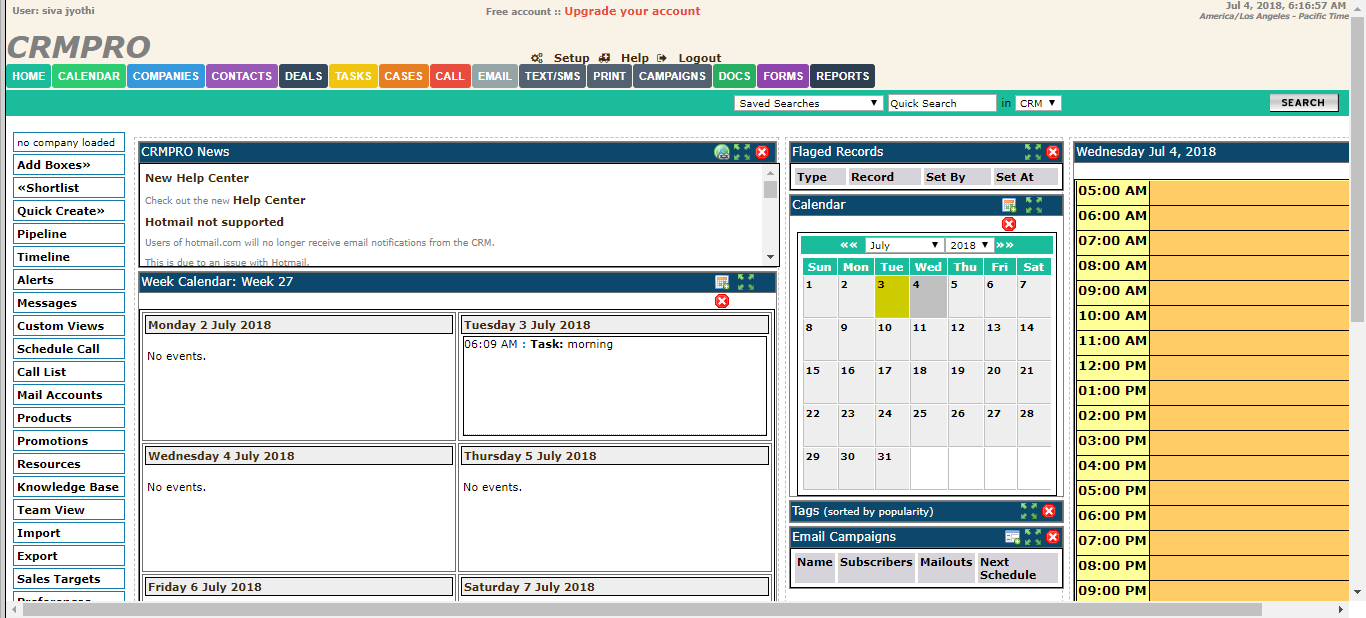 User: siva jyothi
Free account :: Upgrade your account
Jul 4, 2018, 6:16:57 AM
America/Los Angeles - Pacific Time
CRMPRO
Setup Help Logout
HOME CALENDAR COMPANIES CONTACTS DEALS TASKS CASES CALL EMAIL TEXT/SMS PRINT CAMPAIGNS DOCS FORMS REPORTS
Saved Searches Quick Search in CRM SEARCH
no company loaded
Add Boxes»
«Shortlist
Quick Create»
Pipeline
Timeline
Alerts
Messages
Custom Views
Schedule Call
Call List
Mail Accounts
Products
Promotions
Resources
Knowledge Base
Team View
Import
Export
Sales Targets
Preferences
CRMPRO News
New Help Center
Check out the new Help Center
Hotmail not supported
Users of hotmail.com will no longer receive email notifications from the CRM.
This is due to an issue with Hotmail.
Week Calendar: Week 27
Monday 2 July 2018
No events.
Tuesday 3 July 2018
06:09 AM : Task: morning
Wednesday 4 July 2018
No events.
Thursday 5 July 2018
No events.
Friday 6 July 2018
Saturday 7 July 2018
Flaged Records
Type Record Set By Set At
Calendar
«« July 2018 »»
Sun Mon Tue Wed Thu Fri Sat
1 2 3 4 5 6 7
8 9 10 11 12 13 14
15 16 17 18 19 20 21
22 23 24 25 26 27 28
29 30 31
Tags (sorted by popularity)
Email Campaigns
Name Subscribers Mailouts Next
Schedule
Wednesday Jul 4, 2018
05:00 AM
06:00 AM
07:00 AM
08:00 AM
09:00 AM
10:00 AM
11:00 AM
12:00 PM
01:00 PM
02:00 PM
03:00 PM
04:00 PM
05:00 PM
06:00 PM
07:00 PM
08:00 PM
09:00 PM